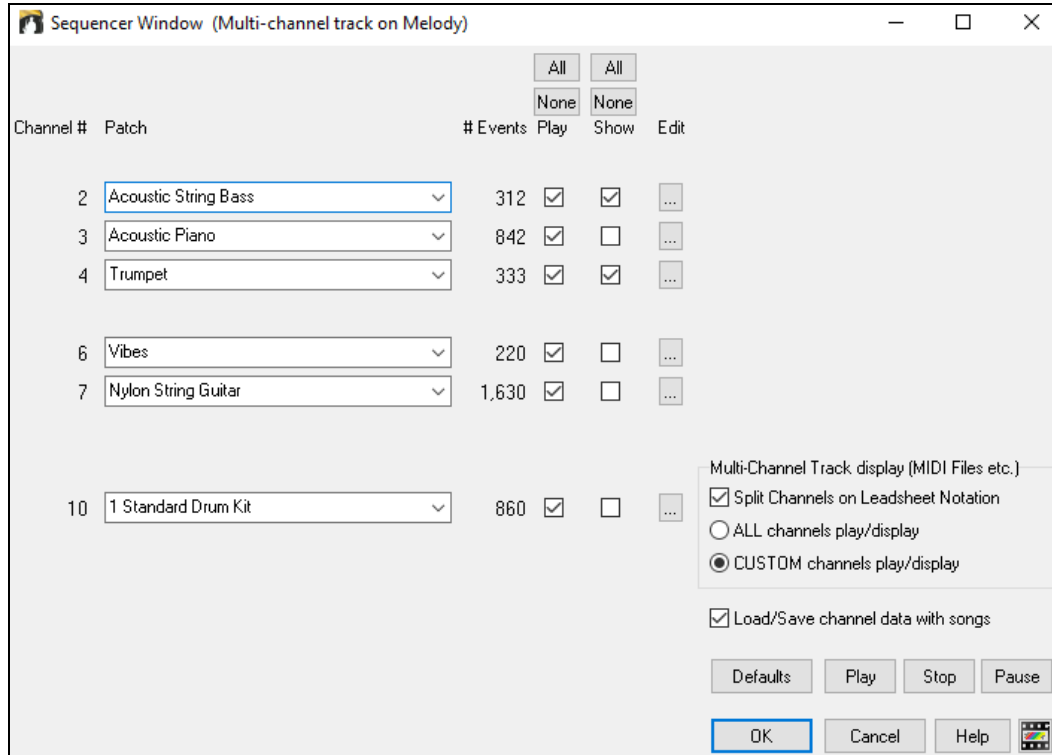 Sequencer Window (Multi-channel track on Melody)
All All
None None
Channel # Patch # Events Play Show Edit
2 Acoustic String Bass 312 ...
3 Acoustic Piano 842 ...
4 Trumpet 333 ...
6 Vibes 220 ...
7 Nylon String Guitar 1,630 ...
10 1 Standard Drum Kit 860 ...
Multi-Channel Track display (MIDI Files etc.)
Split Channels on Leadsheet Notation
ALL channels play/display
CUSTOM channels play/display
Load/Save channel data with songs
Defaults Play Stop Pause
OK Cancel Help